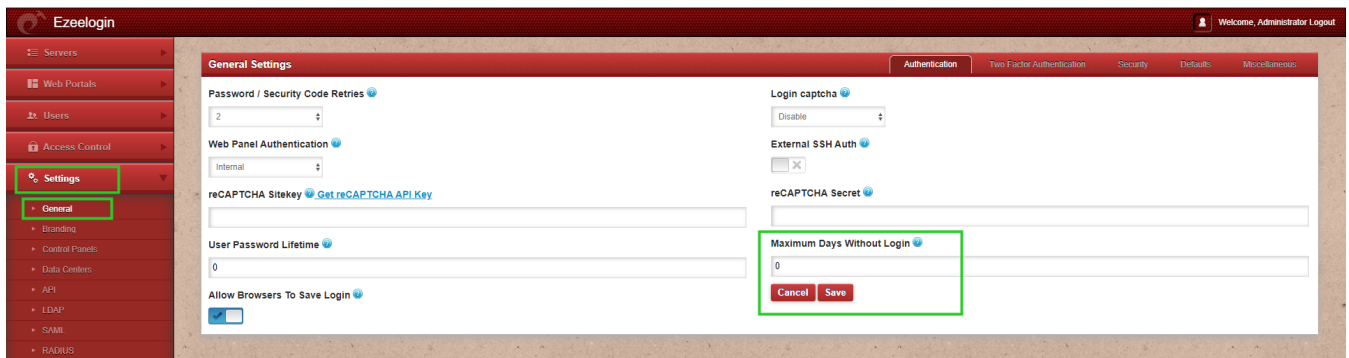 Ezeelogin
Welcome, Administrator Logout
Servers
Web Portals
Users
Access Control
Settings
General
Branding
Control Panels
Data Centers
API
LDAP
SAML
RADIUS
General Settings
Authentication Two Factor Authentication Security Defaults Miscellaneous
Password / Security Code Retries
2
Login captcha
Disable
Web Panel Authentication
Internal
External SSH Auth
reCAPTCHA Sitekey Get reCAPTCHA API Key
reCAPTCHA Secret
User Password Lifetime
0
Maximum Days Without Login
0
Allow Browsers To Save Login
Cancel Save